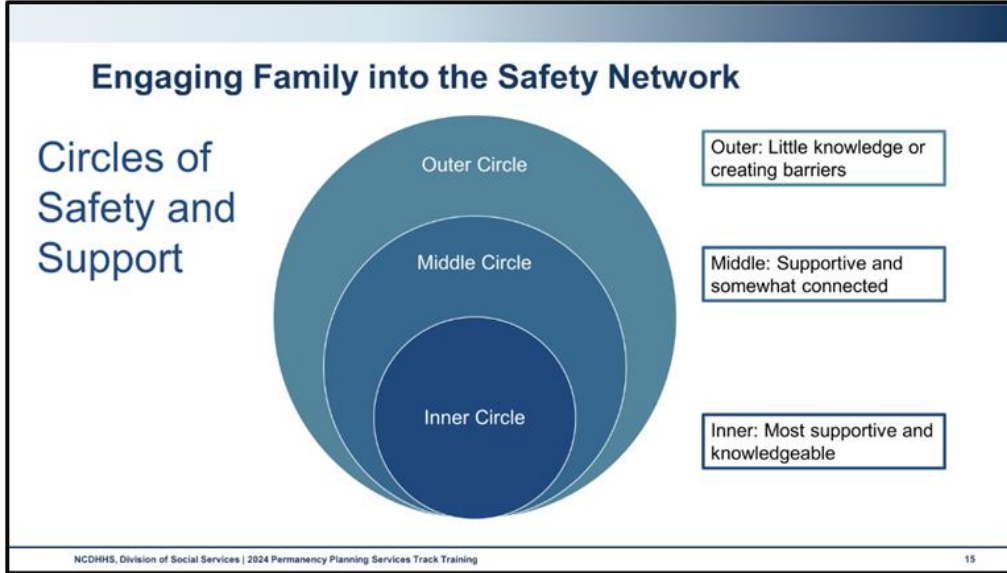 Engaging Family into the Safety Network
Circles of
Safety and
Support
Outer Circle
Middle Circle
Inner Circle
Outer: Little knowledge or
creating barriers
Middle: Supportive and
somewhat connected
Inner: Most supportive and
knowledgeable
NCDHHS, Division of Social Services | 2024 Permanency Planning Services Track Training
15